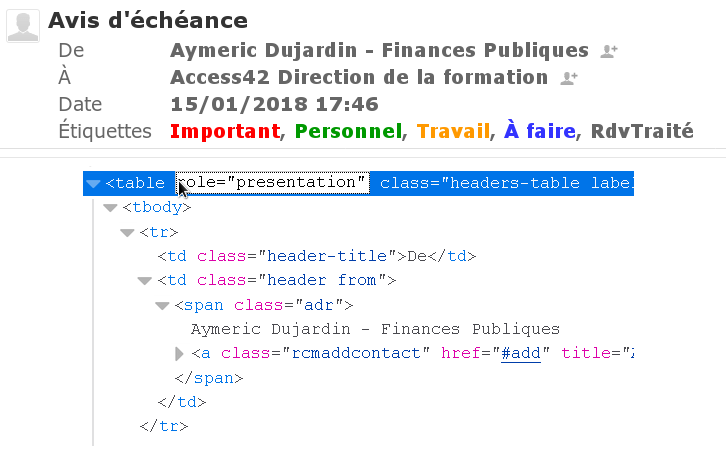 Avis d'échéance
De Aymeric Dujardin - Finances Publiques
À Access42 Direction de la formation
Date 15/01/2018 17:46
Étiquettes Important, Personnel, Travail, À faire, RdvTraité
<table role="presentation" class="headers-table label
<tbody>
<tr>
<td class="header-title">De</td>
<td class="header from">
<span class="adr">
Aymeric Dujardin - Finances Publiques
<a class="rcmaddcontact" href="#add" title="
</span>
</td>
</tr>